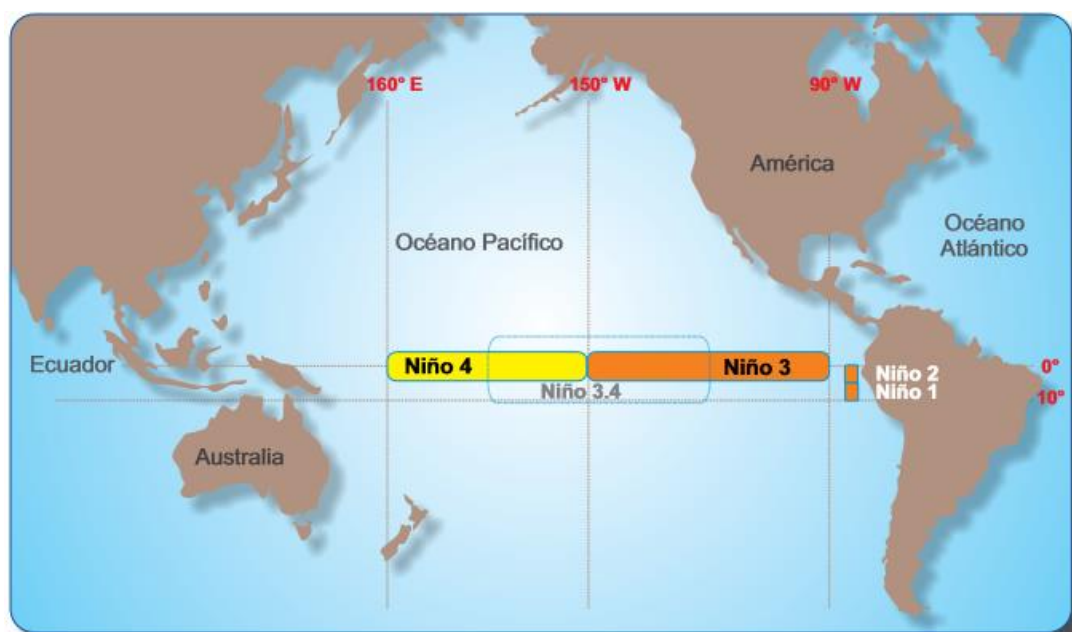 160° E
150° W
90° W
América
Océano Pacífico
Océano
Atlántico
Ecuador
Niño 4
Niño 3
Niño 2
0°
Niño 3.4
Niño 1
10°
Australia